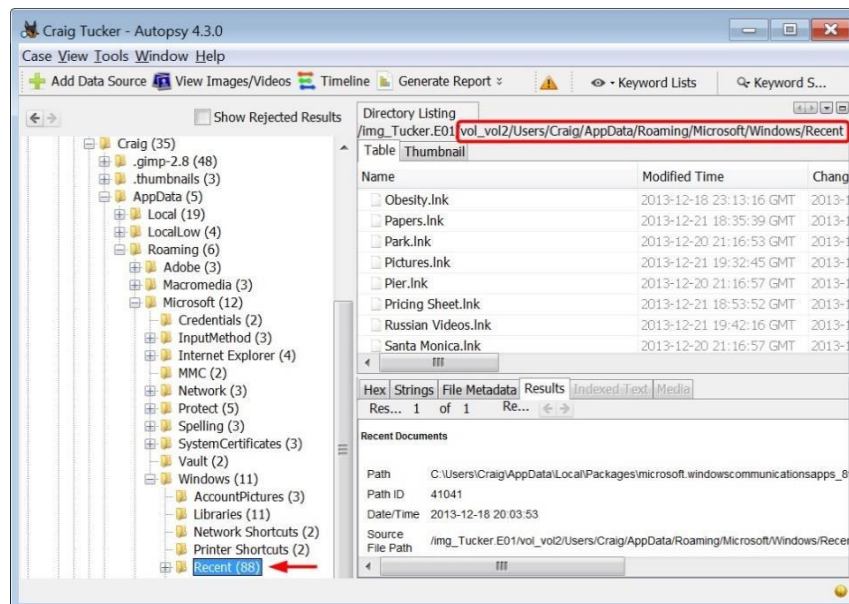 Craig Tucker - Autopsy 4.3.0
Case View Tools Window Help
Add Data Source View Images/Videos Timeline Generate Report Keyword Lists Keyword S...
Show Rejected Results
Craig (35)
.gimp-2.8 (48)
.thumbnails (3)
AppData (5)
Local (19)
LocalLow (4)
Roaming (6)
Adobe (3)
Macromedia (3)
Microsoft (12)
Credentials (2)
InputMethod (3)
Internet Explorer (4)
MMC (2)
Network (3)
Protect (5)
Spelling (3)
SystemCertificates (3)
Vault (2)
Windows (11)
AccountPictures (3)
Libraries (11)
Network Shortcuts (2)
Printer Shortcuts (2)
Recent (88)
Directory Listing
/img_Tucker.E01/vol_vol2/Users/Craig/AppData/Roaming/Microsoft/Windows/Recent
Table Thumbnail
Name Modified Time Chang
Obesity.lnk 2013-12-18 23:13:16 GMT 2013-1
Papers.lnk 2013-12-21 18:35:39 GMT 2013-1
Park.lnk 2013-12-20 21:16:53 GMT 2013-1
Pictures.lnk 2013-12-21 19:32:45 GMT 2013-1
Pier.lnk 2013-12-20 21:16:57 GMT 2013-1
Pricing Sheet.lnk 2013-12-21 18:53:52 GMT 2013-1
Russian Videos.lnk 2013-12-21 19:42:16 GMT 2013-1
Santa Monica.lnk 2013-12-20 21:16:57 GMT 2013-1
Hex Strings File Metadata Results Indexed Text Media
Res... 1 of 1 Re...
Recent Documents
Path C:\Users\Craig\AppData\Local\Packages\microsoft.windowscommunicationsapps_8
Path ID 41041
Date/Time 2013-12-18 20:03:53
Source
File Path /img_Tucker.E01/vol_vol2/Users/Craig/AppData/Roaming/Microsoft/Windows/Recer